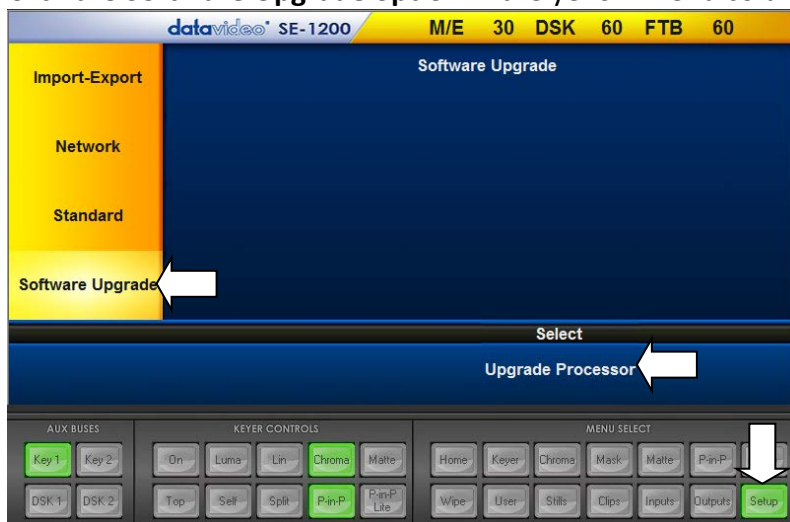 datavideo SE-1200 M/E 30 DSK 60 FTB 60
Import-Export
Network
Standard
Software Upgrade
Software Upgrade
Select
Upgrade Processor
AUX BUSES
Key 1 Key 2
DSK 1 DSK 2
KEYER CONTROLS
On Luma Lin Chroma Matte
Top Self Split P-in-P P-in-P Lite
MENU SELECT
Home Keyer Chroma Mask Matte P-in-P
Wipe User Stills Clips Inputs Outputs Setup